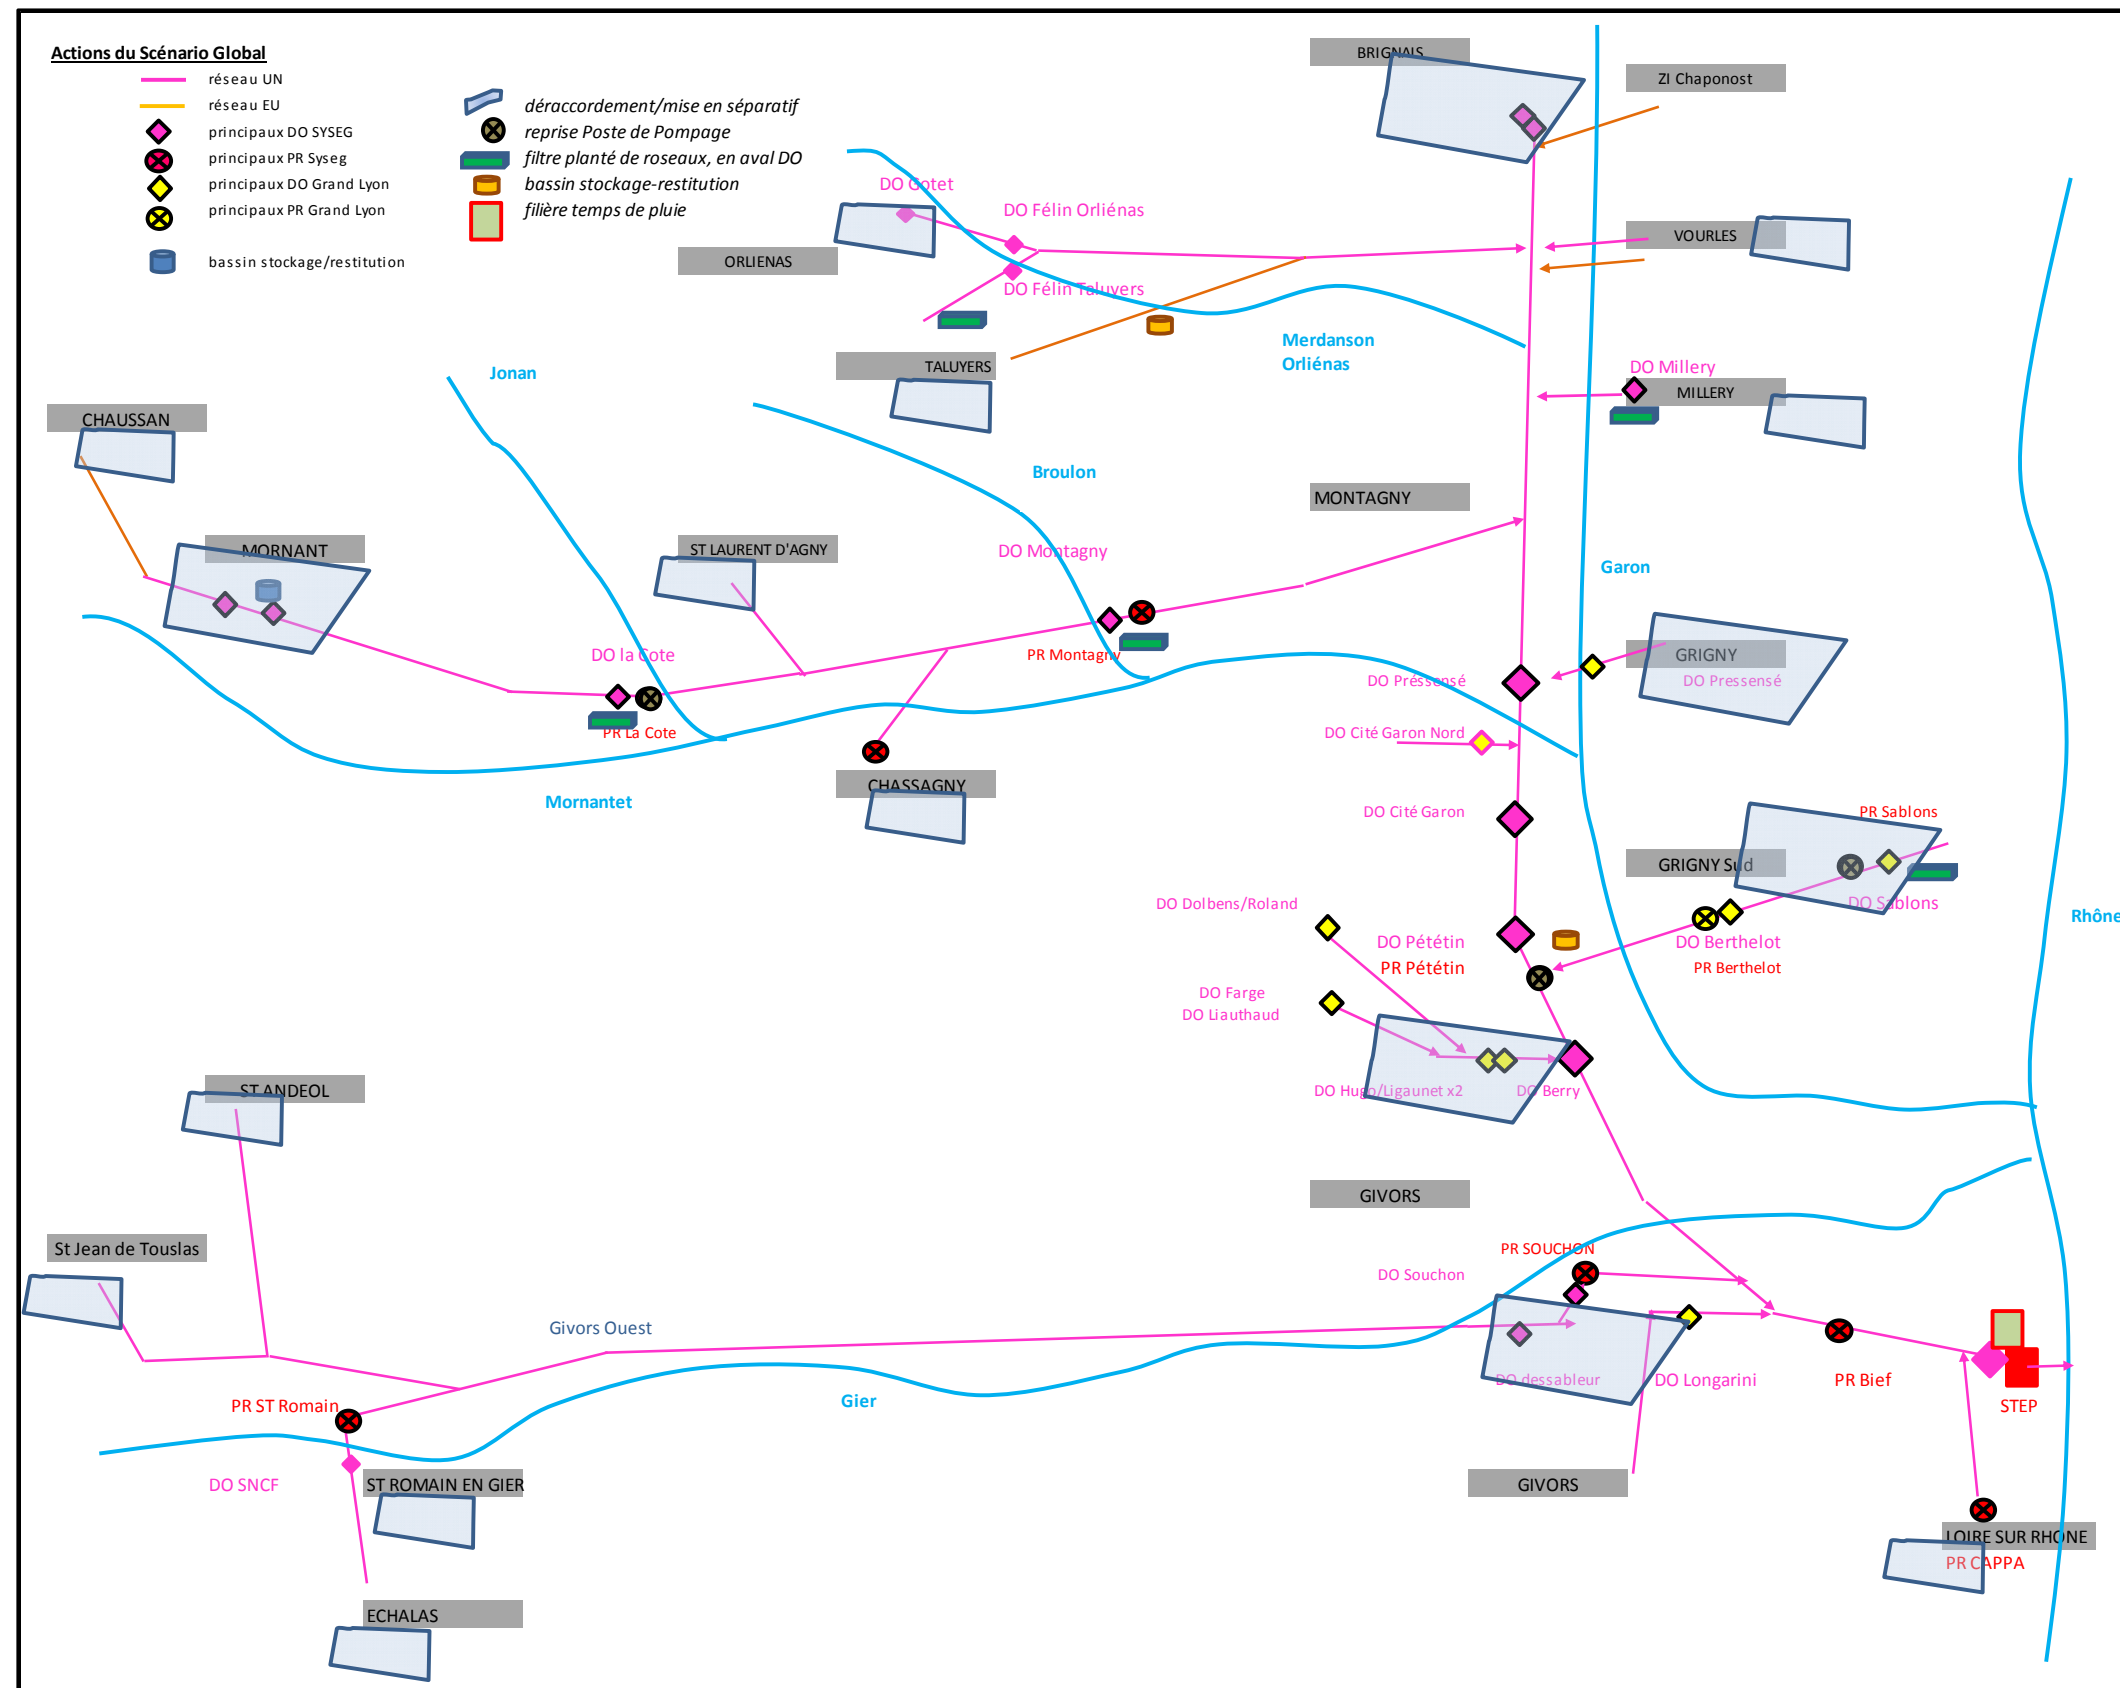 Actions du Scénario Global
réseau UN
réseau EU
principaux DO SYSEG
principaux PR Syseg
principaux DO Grand Lyon
principaux PR Grand Lyon
bassin stockage/restitution
déraccordement/mise en séparatif
reprise Poste de Pompage
filtre planté de roseaux, en aval DO
bassin stockage-restitution
filière temps de pluie
BRIGNAIS
ZI Chaponost
DO Gotet
DO Félin Orliénas
VOURLES
ORLIENAS
DO Félin Taluyers
Merdanson
Orliénas
TALUYERS
DO Millery
MILLERY
Jonan
CHAUSSAN
Broulon
MONTAGNY
MORNANT
ST LAURENT D'AGNY
DO Montagny
Garon
DO la Cote
PR Montagny
GRIGNY
DO Préssensé
DO Pressensé
PR La Cote
DO Cité Garon Nord
CHASSAGNY
Mornantet
DO Cité Garon
PR Sablons
GRIGNY Sud
DO Dolbens/Roland
DO Sablons
Rhône
DO Pététin
DO Berthelot
PR Pététin
PR Berthelot
DO Farge
DO Liauthaud
ST ANDEOL
DO Hugo/Ligaunet x2
DO Berry
GIVORS
St Jean de Touslas
PR SOUCHON
DO Souchon
Givors Ouest
DO dessableur
DO Longarini
PR Bief
Gier
PR ST Romain
STEP
DO SNCF
ST ROMAIN EN GIER
GIVORS
LOIRE SUR RHONE
PR CAPPA
ECHALAS